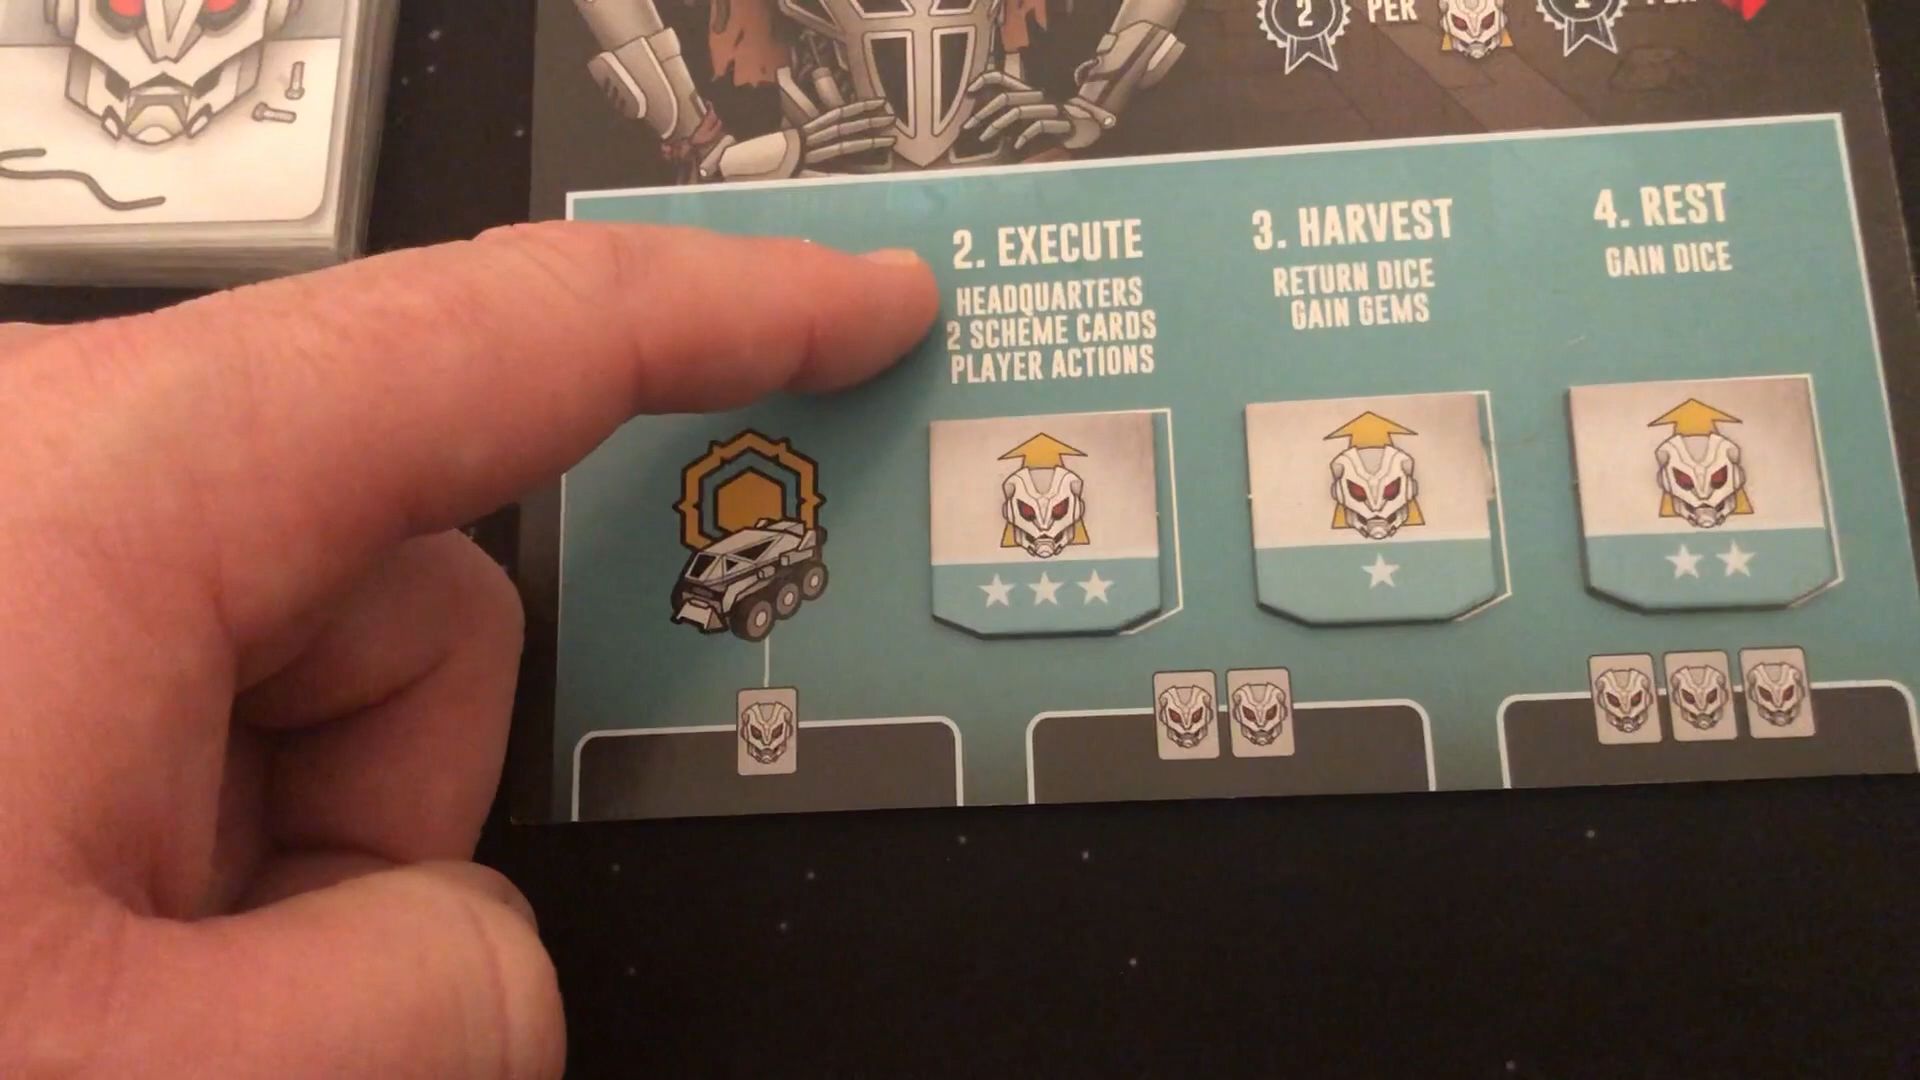 2 PER 1
2. EXECUTE
HEADQUARTERS
2 SCHEME CARDS
PLAYER ACTIONS
3. HARVEST
RETURN DICE
GAIN GEMS
4. REST
GAIN DICE